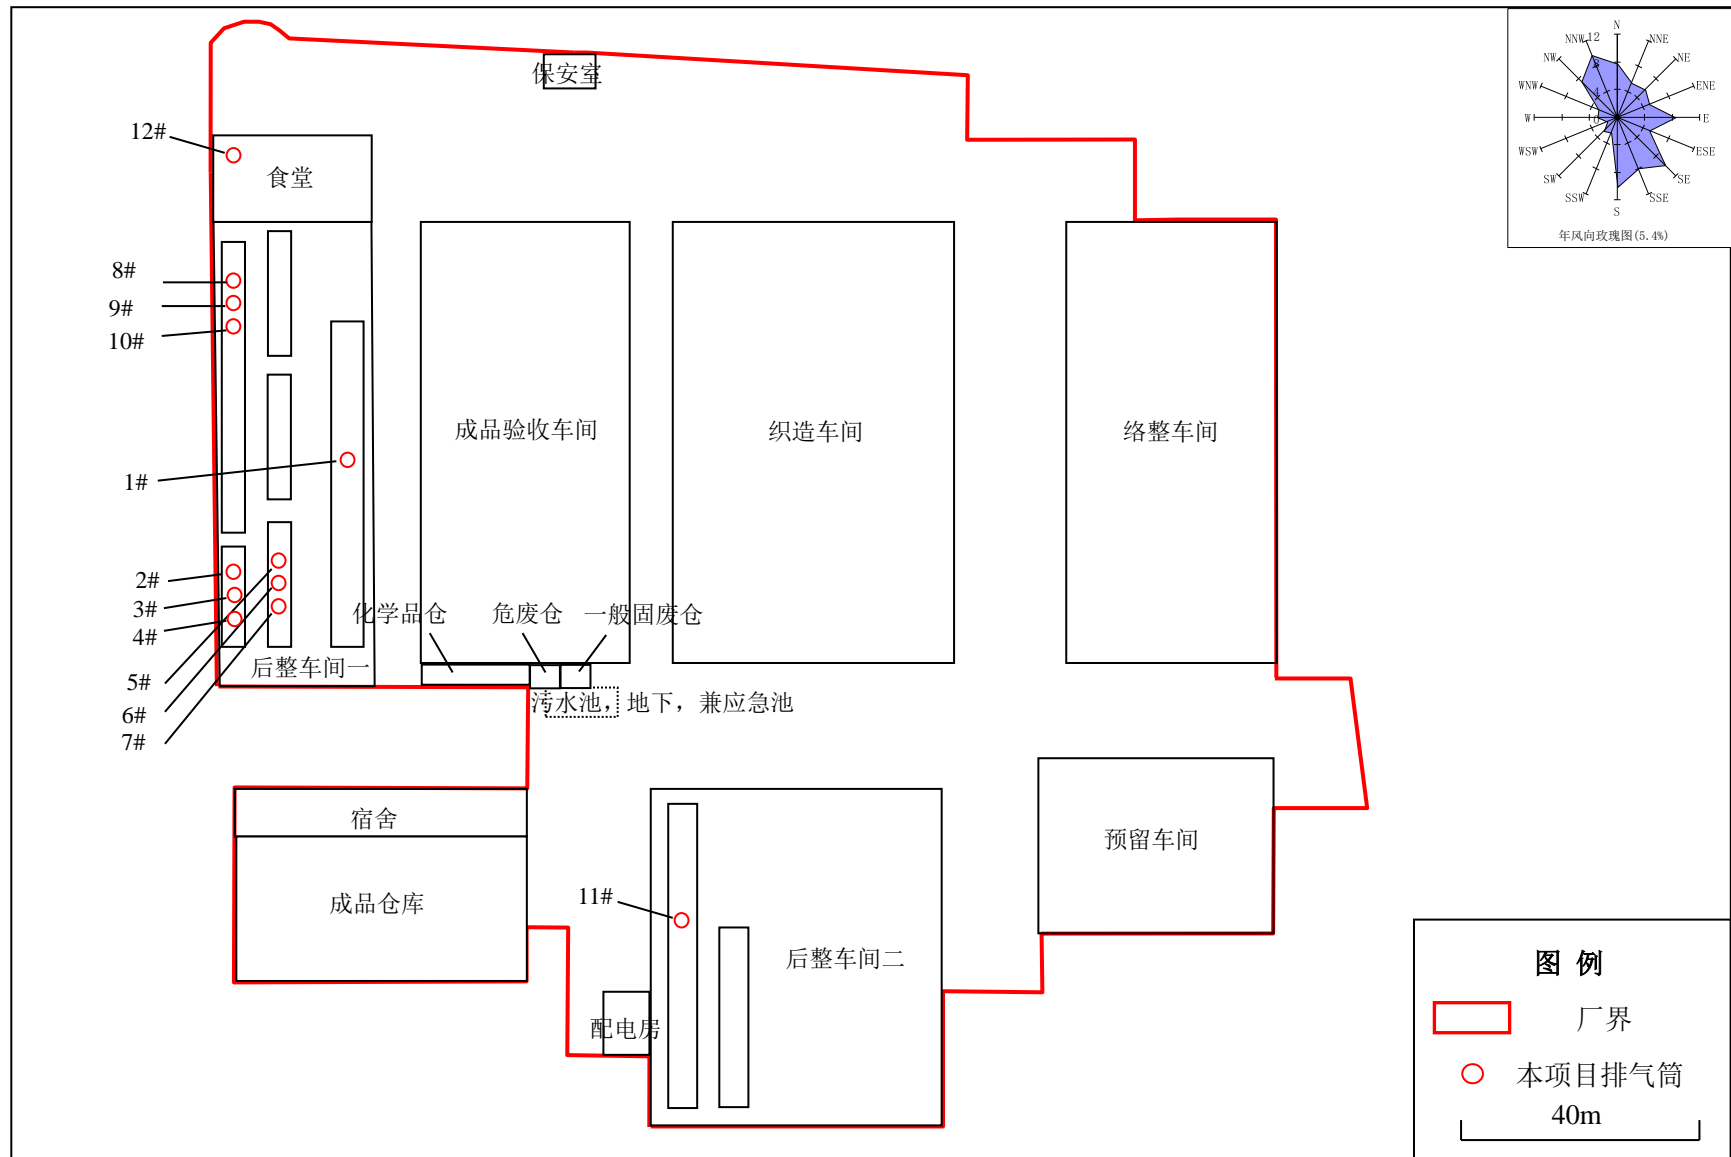 保安室
12#
食堂
8#
9#
10#
成品验收车间
织造车间
络整车间
1#
2#
3#
4#
5#
6#
7#
后整车间一
化学品仓
危废仓
一般固废仓
污水池，地下，兼应急池
宿舍
成品仓库
11#
后整车间二
配电房
预留车间
N
NNW
12
NNE
NW
8
NE
WNW
4
ENE
W
0
E
WSW
ESE
SW
SE
SSW
SSE
S
年风向玫瑰图(5.4%)
图 例
厂界
本项目排气筒
40m